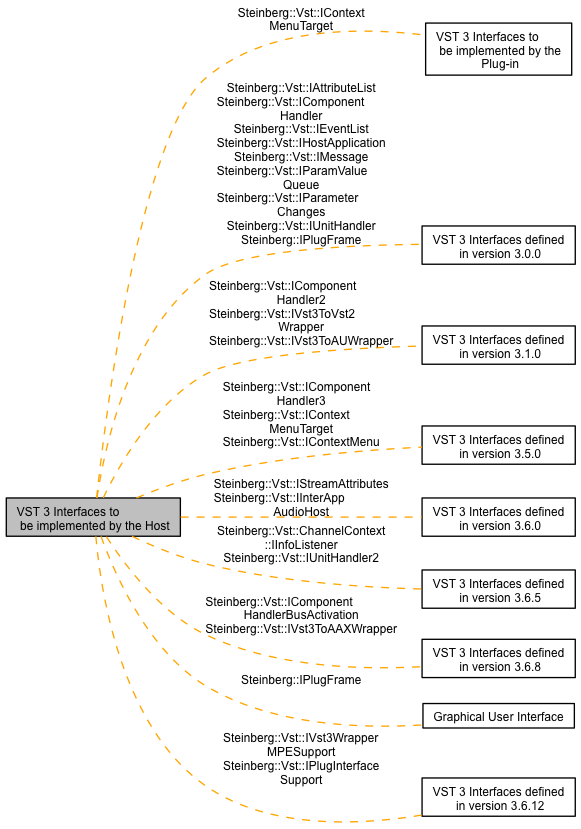 Steinberg::Vst::IContext
MenuTarget
VST 3 Interfaces to
be implemented by the
Plug-in
Steinberg::Vst::IAttributeList
Steinberg::Vst::IComponent
Handler
Steinberg::Vst::IEventList
Steinberg::Vst::IHostApplication
Steinberg::Vst::IMessage
Steinberg::Vst::IParamValue
Queue
Steinberg::Vst::IParameter
Changes
Steinberg::Vst::IUnitHandler
Steinberg::IPlugFrame
VST 3 Interfaces defined
in version 3.0.0
Steinberg::Vst::IComponent
Handler2
Steinberg::Vst::IVst3ToVst2
Wrapper
Steinberg::Vst::IVst3ToAUWrapper
VST 3 Interfaces defined
in version 3.1.0
Steinberg::Vst::IComponent
Handler3
Steinberg::Vst::IContext
MenuTarget
Steinberg::Vst::IContextMenu
VST 3 Interfaces defined
in version 3.5.0
VST 3 Interfaces to
be implemented by the Host
Steinberg::Vst::IStreamAttributes
Steinberg::Vst::IInterApp
AudioHost
VST 3 Interfaces defined
in version 3.6.0
Steinberg::Vst::ChannelContext
::IInfoListener
Steinberg::Vst::IUnitHandler2
VST 3 Interfaces defined
in version 3.6.5
Steinberg::Vst::IComponent
HandlerBusActivation
Steinberg::Vst::IVst3ToAAXWrapper
VST 3 Interfaces defined
in version 3.6.8
Steinberg::IPlugFrame
Graphical User Interface
Steinberg::Vst::IVst3Wrapper
MPESupport
Steinberg::Vst::IPlugInterface
Support
VST 3 Interfaces defined
in version 3.6.12